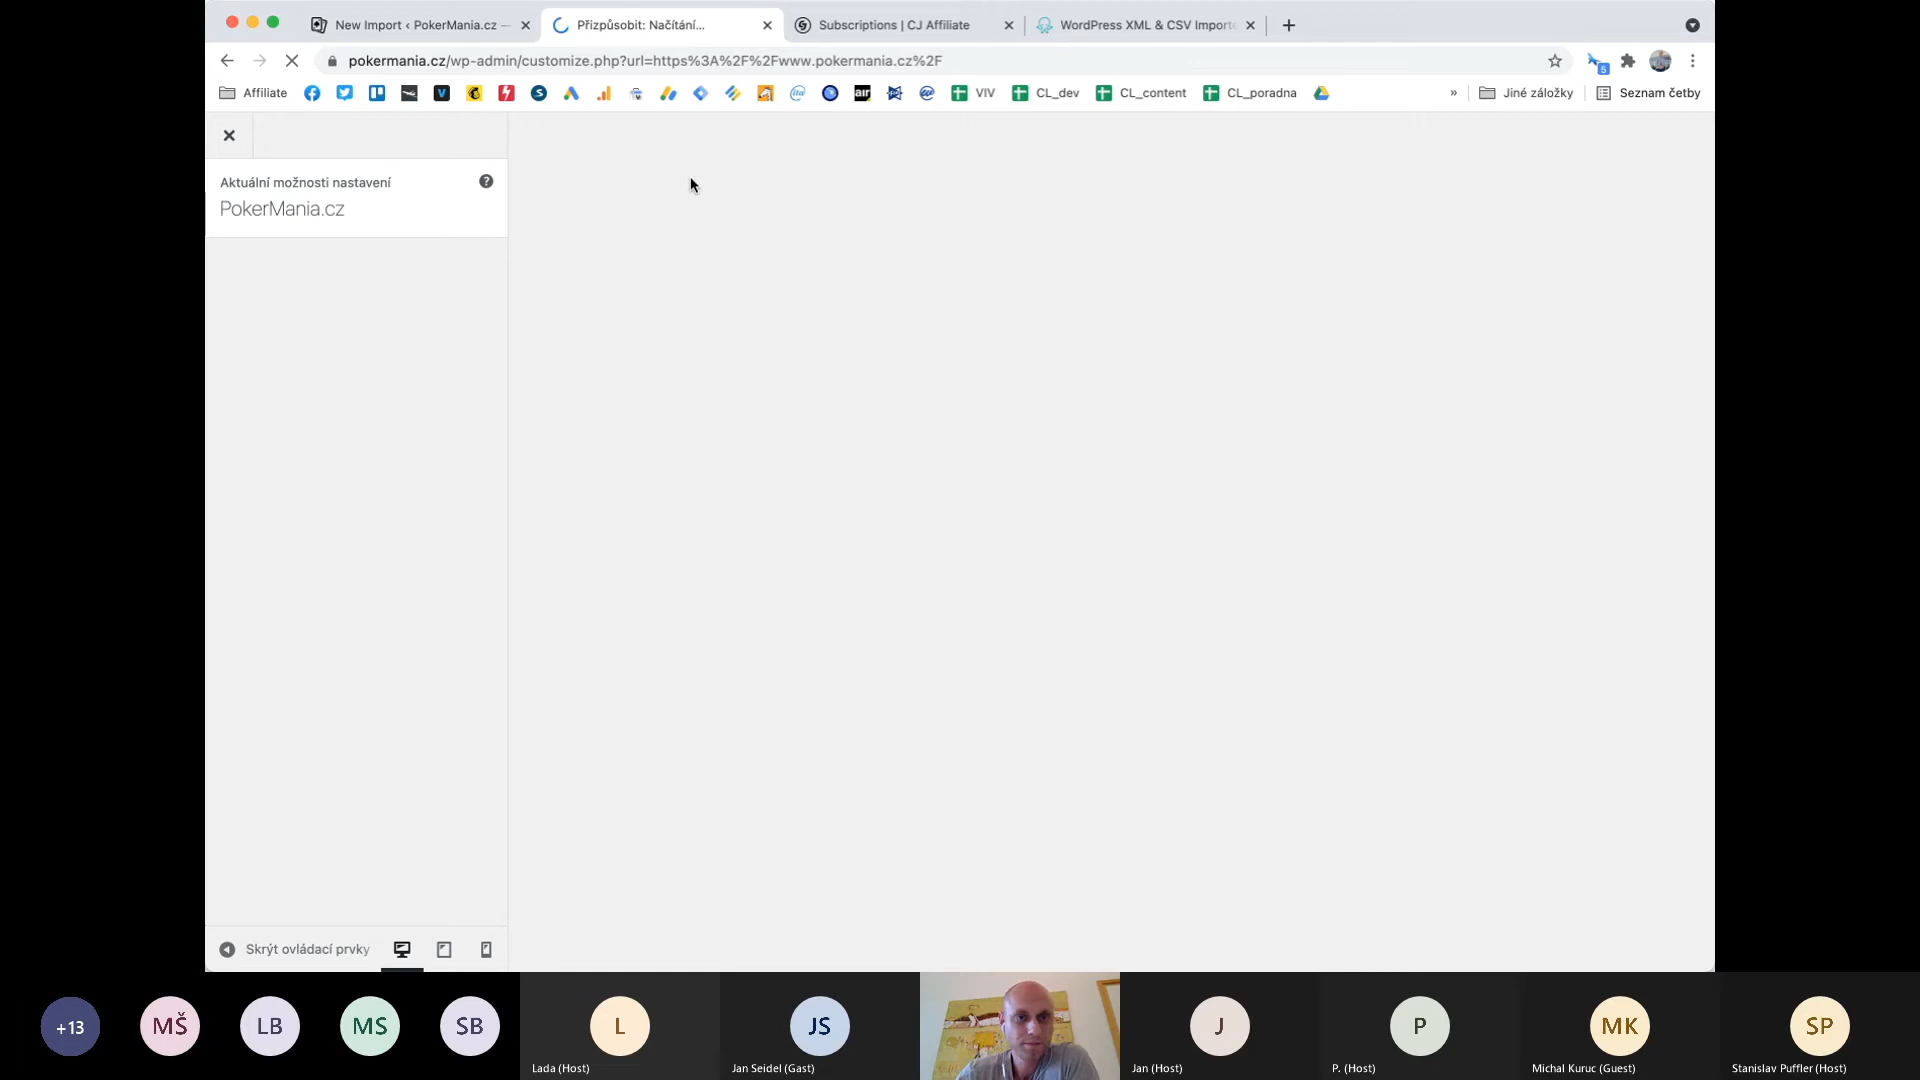 New Import ‹ PokerMania.cz —
Přizpůsobit: Načítání...
Subscriptions | CJ Affiliate
WordPress XML & CSV Importe
pokermania.cz/wp-admin/customize.php?url=https%3A%2F%2Fwww.pokermania.cz%2F
5
Affiliate
air
VIV
CL_dev
CL_content
CL_poradna
»
Jiné záložky
Seznam četby
Aktuální možnosti nastavení
PokerMania.cz
Skrýt ovládací prvky
+13
MŠ
LB
MS
SB
L
JS
J
P
MK
SP
Lada (Host)
Jan Seidel (Gast)
Jan (Host)
P. (Host)
Michal Kuruc (Guest)
Stanislav Puffler (Host)